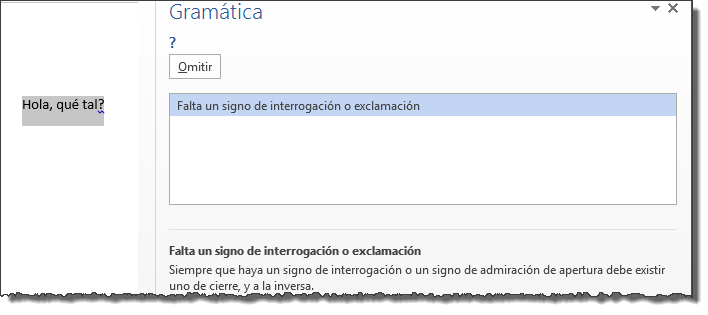 Gramática
?
Omitir
Hola, qué tal?
Falta un signo de interrogación o exclamación
Falta un signo de interrogación o exclamación
Siempre que haya un signo de interrogación o un signo de admiración de apertura debe existir
uno de cierre, y a la inversa.